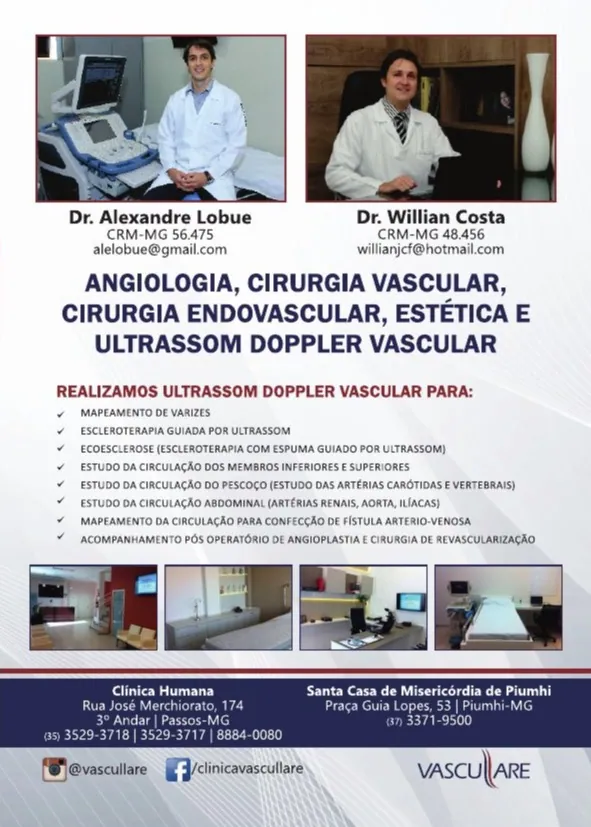 Dr. Alexandre Lobue
CRM-MG 56.475
alelobue@gmail.com
Dr. Willian Costa
CRM-MG 48.456
willianjcf@hotmail.com
ANGIOLOGIA, CIRURGIA VASCULAR,
CIRURGIA ENDOVASCULAR, ESTÉTICA E
ULTRASSOM DOPPLER VASCULAR
REALIZAMOS ULTRASSOM DOPPLER VASCULAR PARA:
MAPEAMENTO DE VARIZES
ESCLEROTERAPIA GUIADA POR ULTRASSOM
ECOESCLEROSE (ESCLEROTERAPIA COM ESPUMA GUIADO POR ULTRASSOM)
ESTUDO DA CIRCULAÇÃO DOS MEMBROS INFERIORES E SUPERIORES
ESTUDO DA CIRCULAÇÃO DO PESCOÇO (ESTUDO DAS ARTÉRIAS CARÓTIDAS E VERTEBRAIS)
ESTUDO DA CIRCULAÇÃO ABDOMINAL (ARTÉRIAS RENAIS, AORTA, ILÍACAS)
MAPEAMENTO DA CIRCULAÇÃO PARA CONFECÇÃO DE FÍSTULA ARTERIO-VENOSA
ACOMPANHAMENTO PÓS OPERATÓRIO DE ANGIOPLASTIA E CIRURGIA DE REVASCULARIZAÇÃO
Clínica Humana
Rua José Merchiorato, 174
3º Andar | Passos-MG
(35) 3529-3718 | 3529-3717 | 8884-0080
Santa Casa de Misericórdia de Piumhi
Praça Guia Lopes, 53 | Piumhi-MG
(37) 3371-9500
@vascullare
/clinicavascullare
VASCULLARE